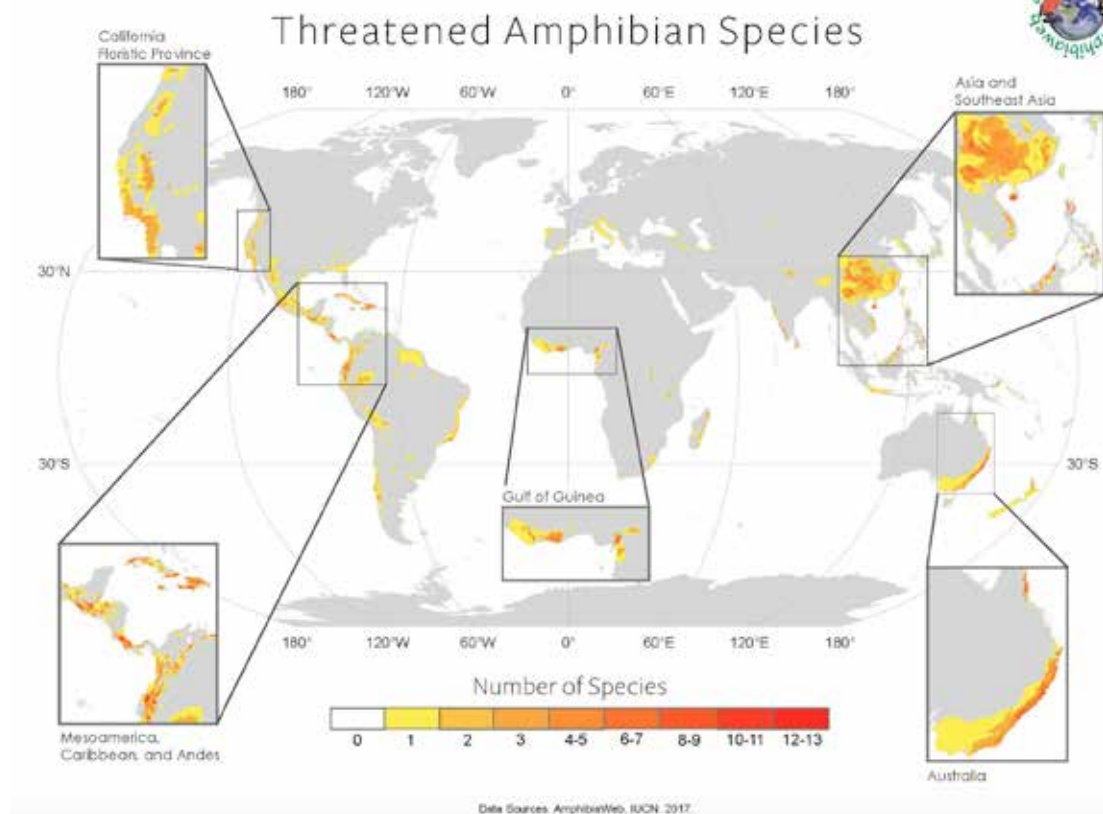 Threatened Amphibian Species
California
Floristic Province
Asia and
Southeast Asia
180° 120°W 0° 60°E 120°E 180°
30°N
30°S 30°S
Gulf of Guinea
180° 120°W 60°W 0° 60°E 120°E 180°
Number of Species
0 1 2 3 4-5 6-7 8-9 10-11 12-13
Mesoamerica,
Caribbean, and Andes
Australia
Data Sources: AmphibiaWeb, IUCN, 2017.